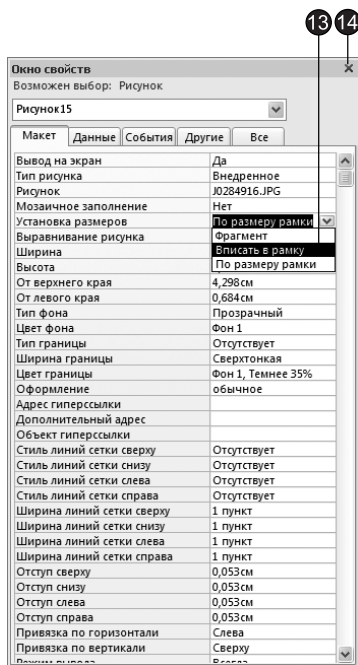 13 14
Окно свойств ×
Возможен выбор: Рисунок
Рисунок15
Макет Данные События Другие Все
Вывод на экран Да
Тип рисунка Внедренное
Рисунок J0284916.JPG
Мозаичное заполнение Нет
Установка размеров По размеру рамки
Выравнивание рисунка Фрагмент
Ширина Вписать в рамку
Высота По размеру рамки
От верхнего края 4,298см
От левого края 0,684см
Тип фона Прозрачный
Цвет фона Фон 1
Тип границы Отсутствует
Ширина границы Сверхтонкая
Цвет границы Фон 1, Темнее 35%
Оформление обычное
Адрес гиперссылки
Дополнительный адрес
Объект гиперссылки
Стиль линий сетки сверху Отсутствует
Стиль линий сетки снизу Отсутствует
Стиль линий сетки слева Отсутствует
Стиль линий сетки справа Отсутствует
Ширина линий сетки сверху 1 пункт
Ширина линий сетки снизу 1 пункт
Ширина линий сетки слева 1 пункт
Ширина линий сетки справа 1 пункт
Отступ сверху 0,053см
Отступ снизу 0,053см
Отступ слева 0,053см
Отступ справа 0,053см
Привязка по горизонтали Слева
Привязка по вертикали Сверху
Режим вывода Всегда